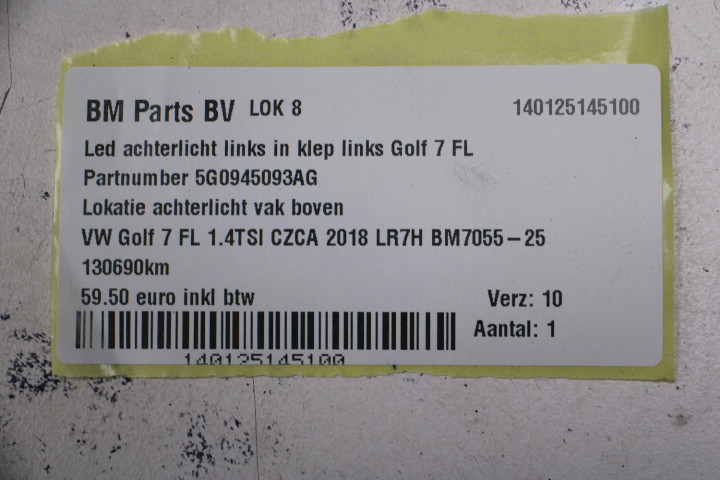 BM Parts BV LOK 8 140125145100
Led achterlicht links in klep links Golf 7 FL
Partnumber 5G0945093AG
Lokatie achterlicht vak boven
VW Golf 7 FL 1.4TSI CZCA 2018 LR7H BM7055-25
130690km
59.50 euro inkl btw Verz: 10
Aantal: 1
140125145100